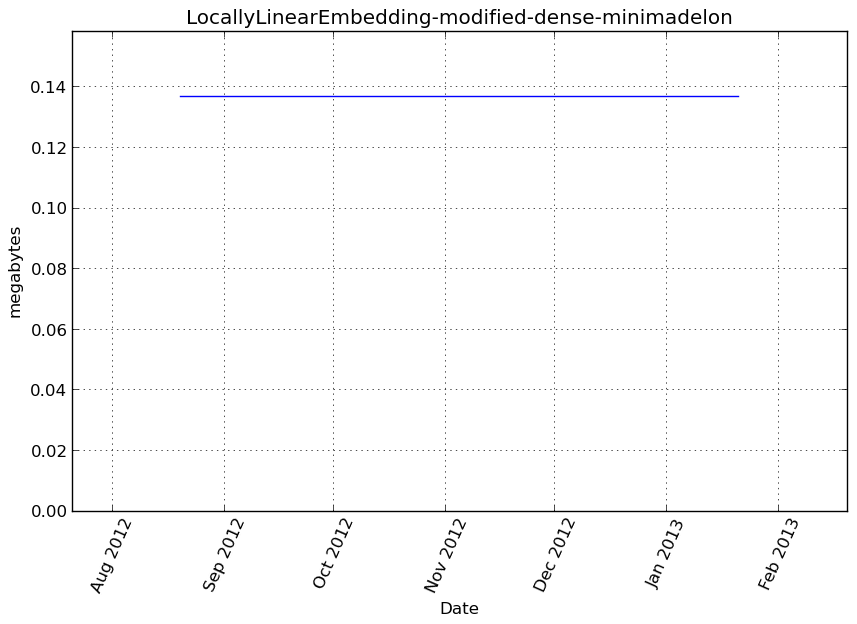 LocallyLinearEmbedding-modified-dense-minimadelon
0.14
0.12
0.10
0.08
0.06
0.04
0.02
0.00
megabytes
Aug 2012
Sep 2012
Oct 2012
Nov 2012
Dec 2012
Jan 2013
Feb 2013
Date